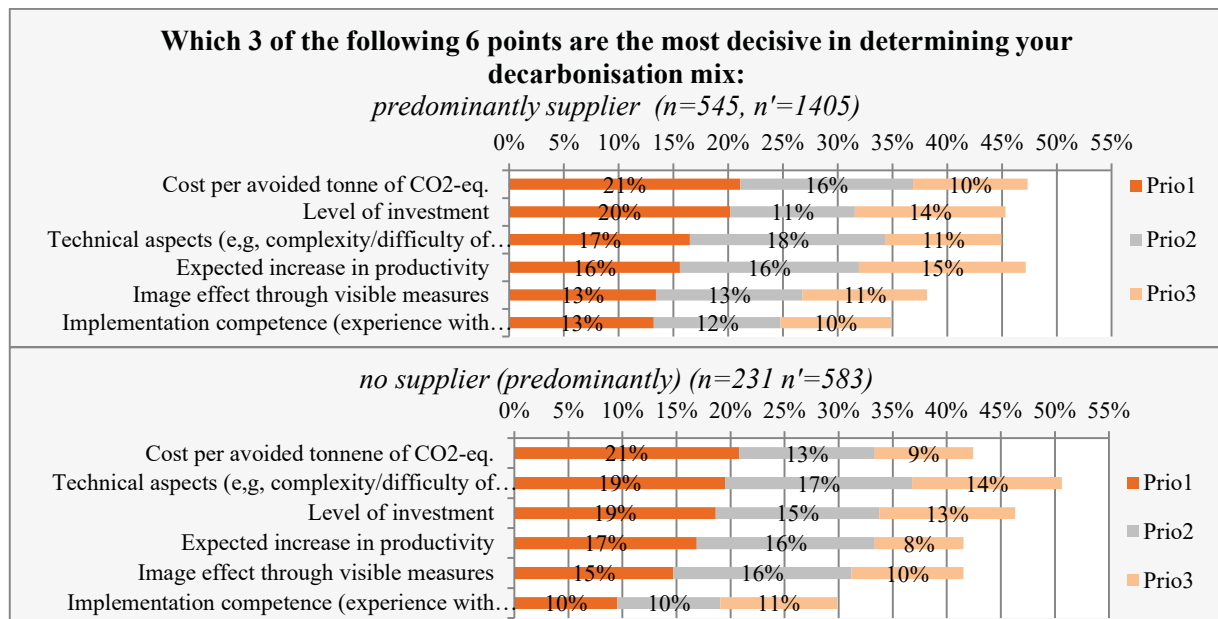 Which 3 of the following 6 points are the most decisive in determining your
decarbonisation mix:
predominantly supplier (n=545, n'=1405)
0% 5% 10% 15% 20% 25% 30% 35% 40% 45% 50% 55%
Cost per avoided tonne of CO2-eq. 21% 16% 10%
Level of investment 20% 11% 14%
Technical aspects (e,g, complexity/difficulty of… 17% 18% 11%
Expected increase in productivity 16% 16% 15%
Image effect through visible measures 13% 13% 11%
Implementation competence (experience with… 13% 12% 10%
Prio1
Prio2
Prio3
no supplier (predominantly) (n=231 n'=583)
0% 5% 10% 15% 20% 25% 30% 35% 40% 45% 50% 55%
Cost per avoided tonnene of CO2-eq. 21% 13% 9%
Technical aspects (e,g, complexity/difficulty of… 19% 17% 14%
Level of investment 19% 15% 13%
Expected increase in productivity 17% 16% 8%
Image effect through visible measures 15% 16% 10%
Implementation competence (experience with… 10% 10% 11%
Prio1
Prio2
Prio3